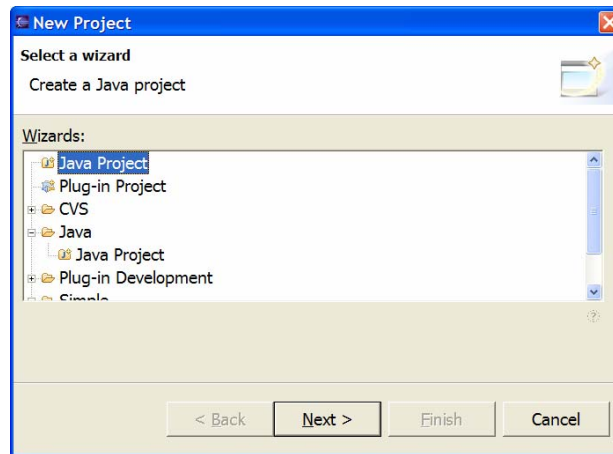 New Project
Select a wizard
Create a Java project
Wizards:
Java Project
Plug-in Project
CVS
Java
Java Project
Plug-in Development
Simple
< Back Next > Finish Cancel